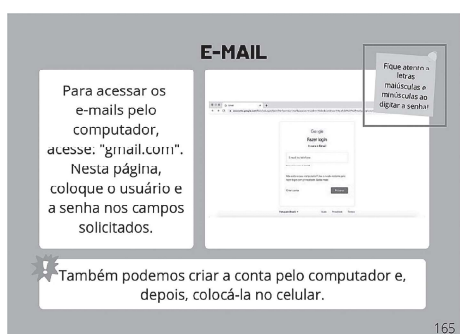 E-MAIL
Fique atento a
letras
maiúsculas e
minúsculas ao
digitar a senha!
Para acessar os
e-mails pelo
computador,
acesse: "gmail.com".
Nesta página,
coloque o usuário e
a senha nos campos
solicitados.
Google
Fazer login
Também podemos criar a conta pelo computador e,
depois, colocá-la no celular.
165